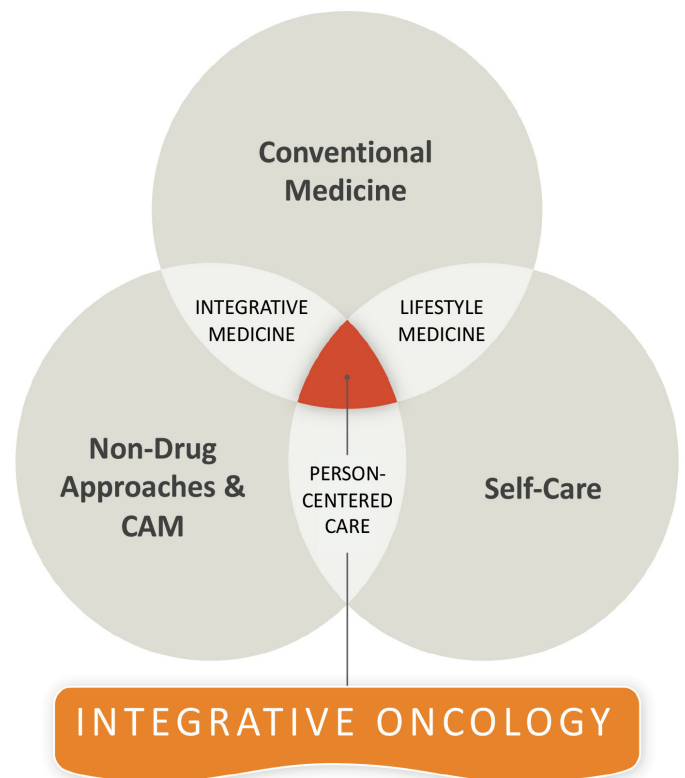 Conventional
Medicine
INTEGRATIVE
MEDICINE
LIFESTYLE
MEDICINE
Non-Drug
Approaches &
CAM
PERSON-
CENTERED
CARE
Self-Care
INTEGRATIVE ONCOLOGY